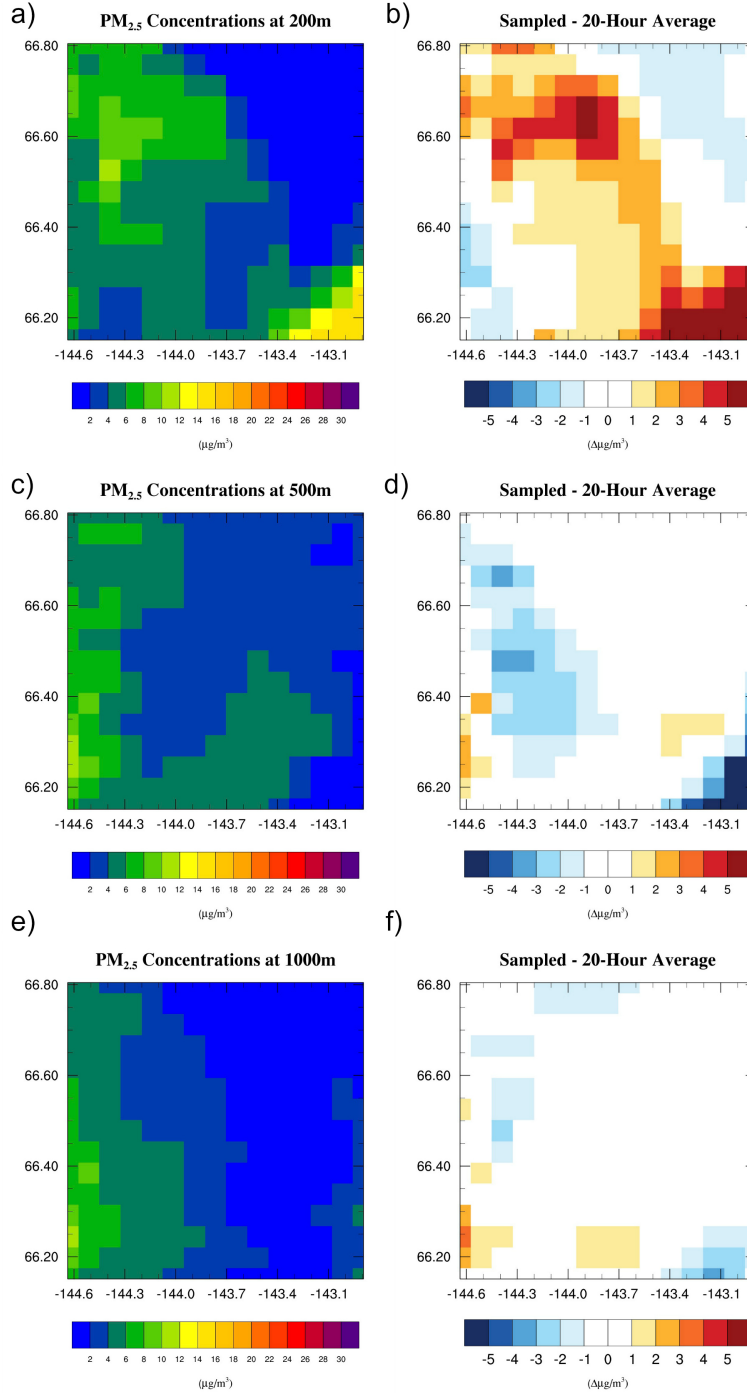 a)
PM2.5 Concentrations at 200m
66.80
66.60
66.40
66.20
-144.6 -144.3 -144.0 -143.7 -143.4 -143.1
2 4 6 8 10 12 14 16 18 20 22 24 26 28 30
(μg/m³)
b)
Sampled - 20-Hour Average
66.80
66.60
66.40
66.20
-144.6 -144.3 -144.0 -143.7 -143.4 -143.1
-5 -4 -3 -2 -1 0 1 2 3 4 5
(Δμg/m³)
c)
PM2.5 Concentrations at 500m
66.80
66.60
66.40
66.20
-144.6 -144.3 -144.0 -143.7 -143.4 -143.1
2 4 6 8 10 12 14 16 18 20 22 24 26 28 30
(μg/m³)
d)
Sampled - 20-Hour Average
66.80
66.60
66.40
66.20
-144.6 -144.3 -144.0 -143.7 -143.4 -143.1
-5 -4 -3 -2 -1 0 1 2 3 4 5
(Δμg/m³)
e)
PM2.5 Concentrations at 1000m
66.80
66.60
66.40
66.20
-144.6 -144.3 -144.0 -143.7 -143.4 -143.1
2 4 6 8 10 12 14 16 18 20 22 24 26 28 30
(μg/m³)
f)
Sampled - 20-Hour Average
66.80
66.60
66.40
66.20
-144.6 -144.3 -144.0 -143.7 -143.4 -143.1
-5 -4 -3 -2 -1 0 1 2 3 4 5
(Δμg/m³)